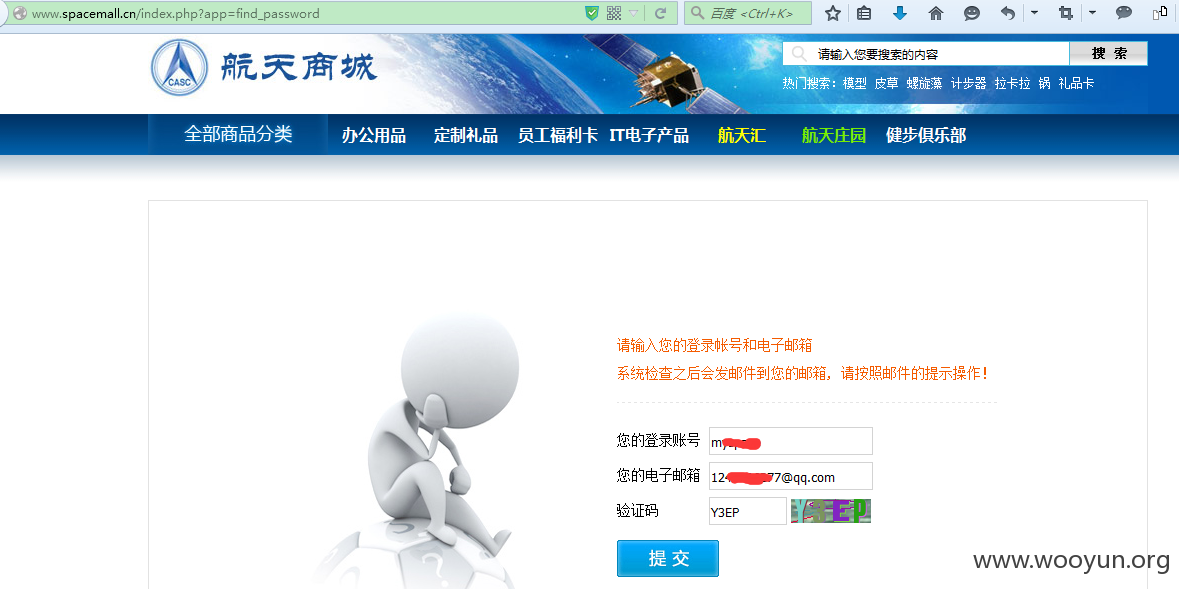 www.spacemall.cn/index.php?app=find_password
百度 <Ctrl+K>
CASC
航天商城
请输入您要搜索的内容
搜 索
热门搜索: 模型 皮草 螺旋藻 计步器 拉卡拉 锅 礼品卡
全部商品分类 办公用品 定制礼品 员工福利卡 IT电子产品 航天汇 航天庄园 健步俱乐部
请输入您的登录帐号和电子邮箱
系统检查之后会发邮件到您的邮箱，请按照邮件的提示操作！
您的登录账号
您的电子邮箱 77@qq.com
验证码 Y3EP Y3EP
提 交
www.wooyun.org